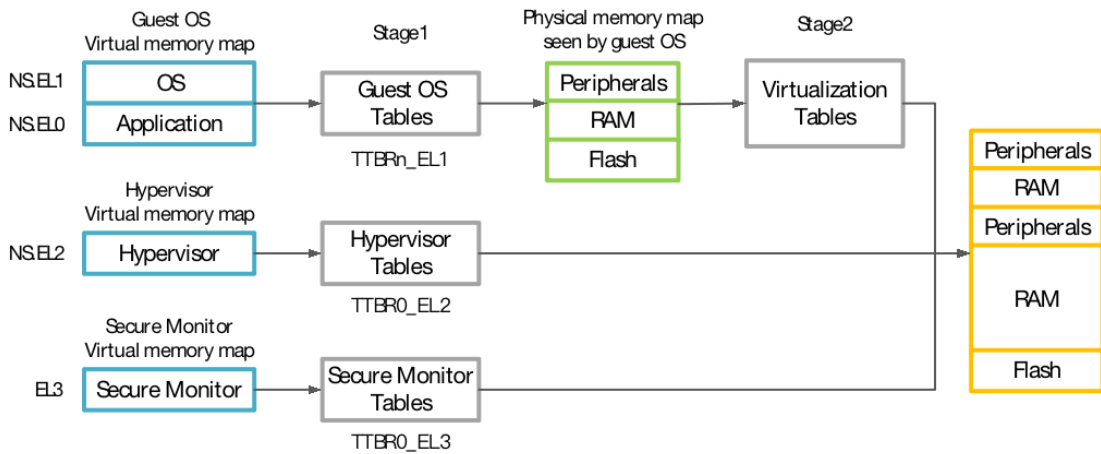 Guest OS
Virtual memory map
Stage1
Physical memory map
seen by guest OS
Stage2
NS.EL1
OS
NS.EL0
Application
Guest OS
Tables
TTBRn_EL1
Peripherals
RAM
Flash
Virtualization
Tables
Peripherals
RAM
Peripherals
RAM
Flash
Hypervisor
Virtual memory map
NS.EL2
Hypervisor
Hypervisor
Tables
TTBR0_EL2
Secure Monitor
Virtual memory map
EL3
Secure Monitor
Secure Monitor
Tables
TTBR0_EL3